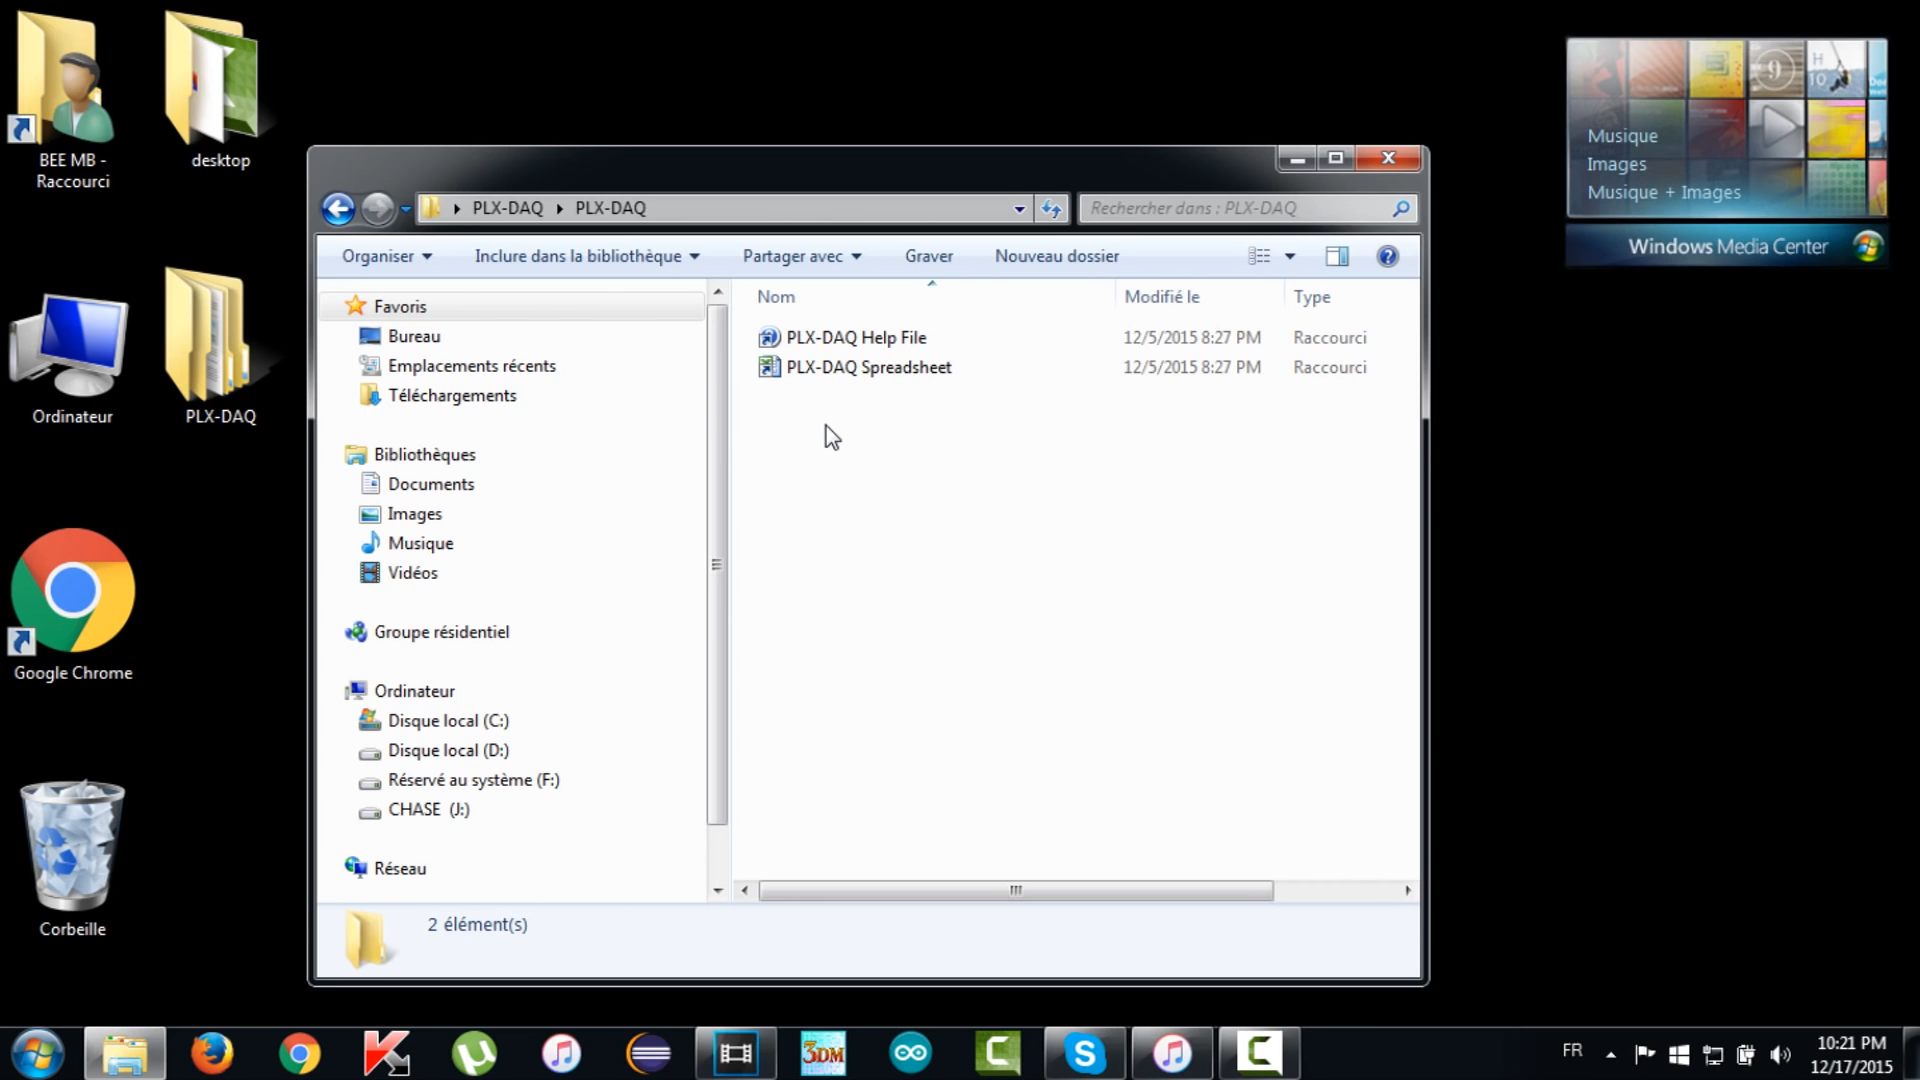 BEE MB -
Raccourci
desktop
Ordinateur
PLX-DAQ
Google Chrome
Corbeille
PLX-DAQ PLX-DAQ
Rechercher dans : PLX-DAQ
Organiser
Inclure dans la bibliothèque
Partager avec
Graver
Nouveau dossier
Favoris
Bureau
Emplacements récents
Téléchargements
Bibliothèques
Documents
Images
Musique
Vidéos
Groupe résidentiel
Ordinateur
Disque local (C:)
Disque local (D:)
Réservé au système (F:)
CHASE (J:)
Réseau
Nom Modifié le Type
PLX-DAQ Help File 12/5/2015 8:27 PM Raccourci
PLX-DAQ Spreadsheet 12/5/2015 8:27 PM Raccourci
2 élément(s)
9
H
10
Musique
Images
Musique + Images
Windows Media Center
3DM
FR
10:21 PM
12/17/2015